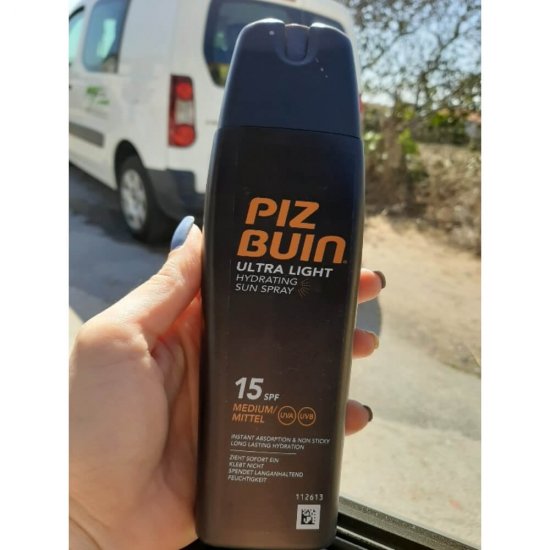 PIZ
BUIN
ULTRA LIGHT
HYDRATING
SUN SPRAY
15 SPF
MEDIUM/
MITTEL
UVA UVB
INSTANT ABSORPTION & NON STICKY
LONG LASTING HYDRATION
ZIEHT SOFORT EIN
KLEBT NICHT
SPENDET LANGANHALTEND
FEUCHTIGKEIT
112613